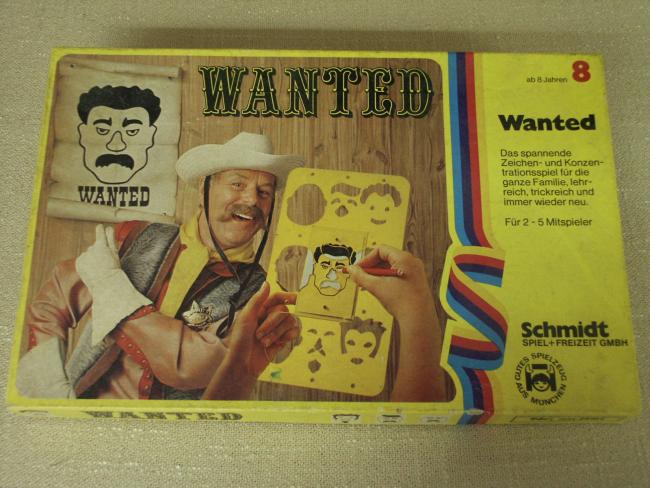 WANTED
WANTED
ab 8 Jahren 8
Wanted
Das spannende
Zeichen- und Konzen-
trationsspiel für die
ganze Familie, lehr-
reich, trickreich und
immer wieder neu.
Für 2 - 5 Mitspieler
Schmidt
SPIEL+FREIZEIT GMBH
GUTES SPIELZEUG
AUS MÜNCHEN
WANTED